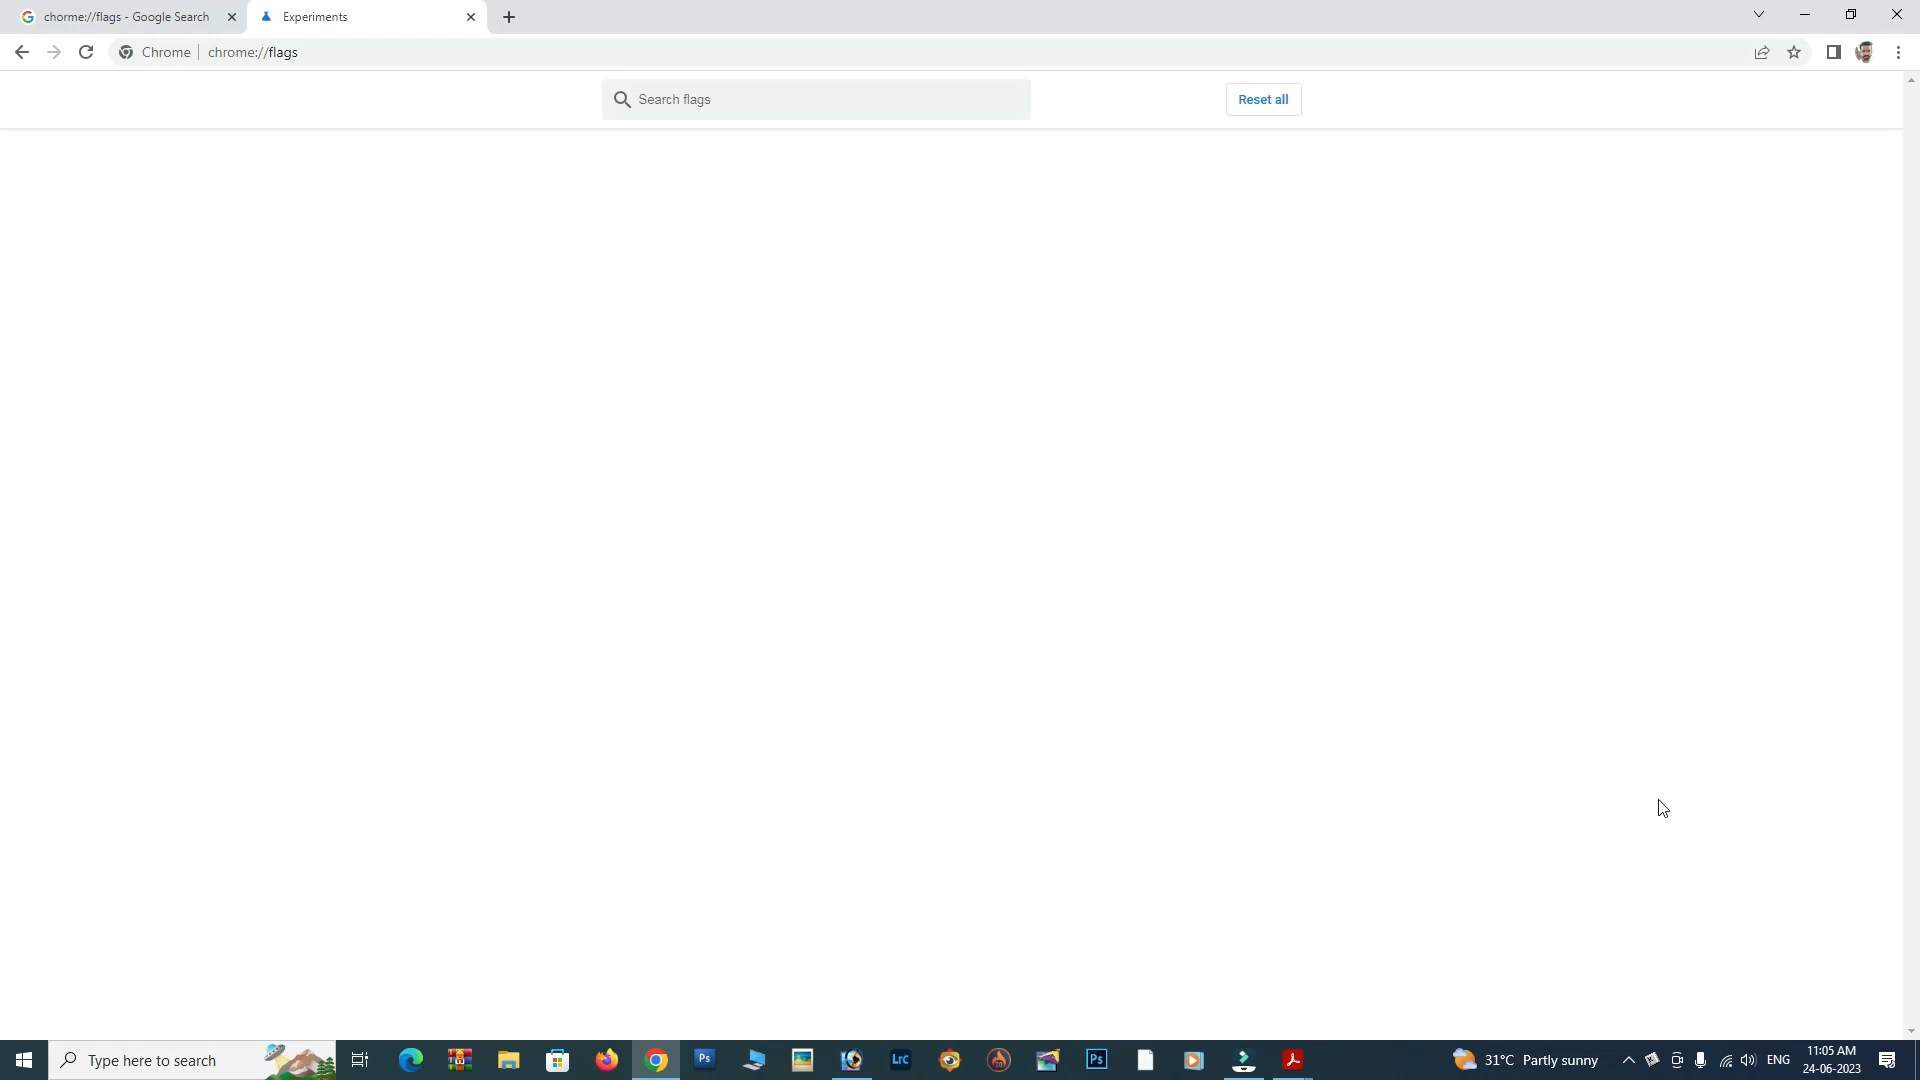 chorme://flags - Google Search
Experiments
Chrome
chrome://flags
Search flags
Reset all
Type here to search
Ps
Lrc
Ps
31°C Partly sunny
ENG
11:05 AM
24-06-2023